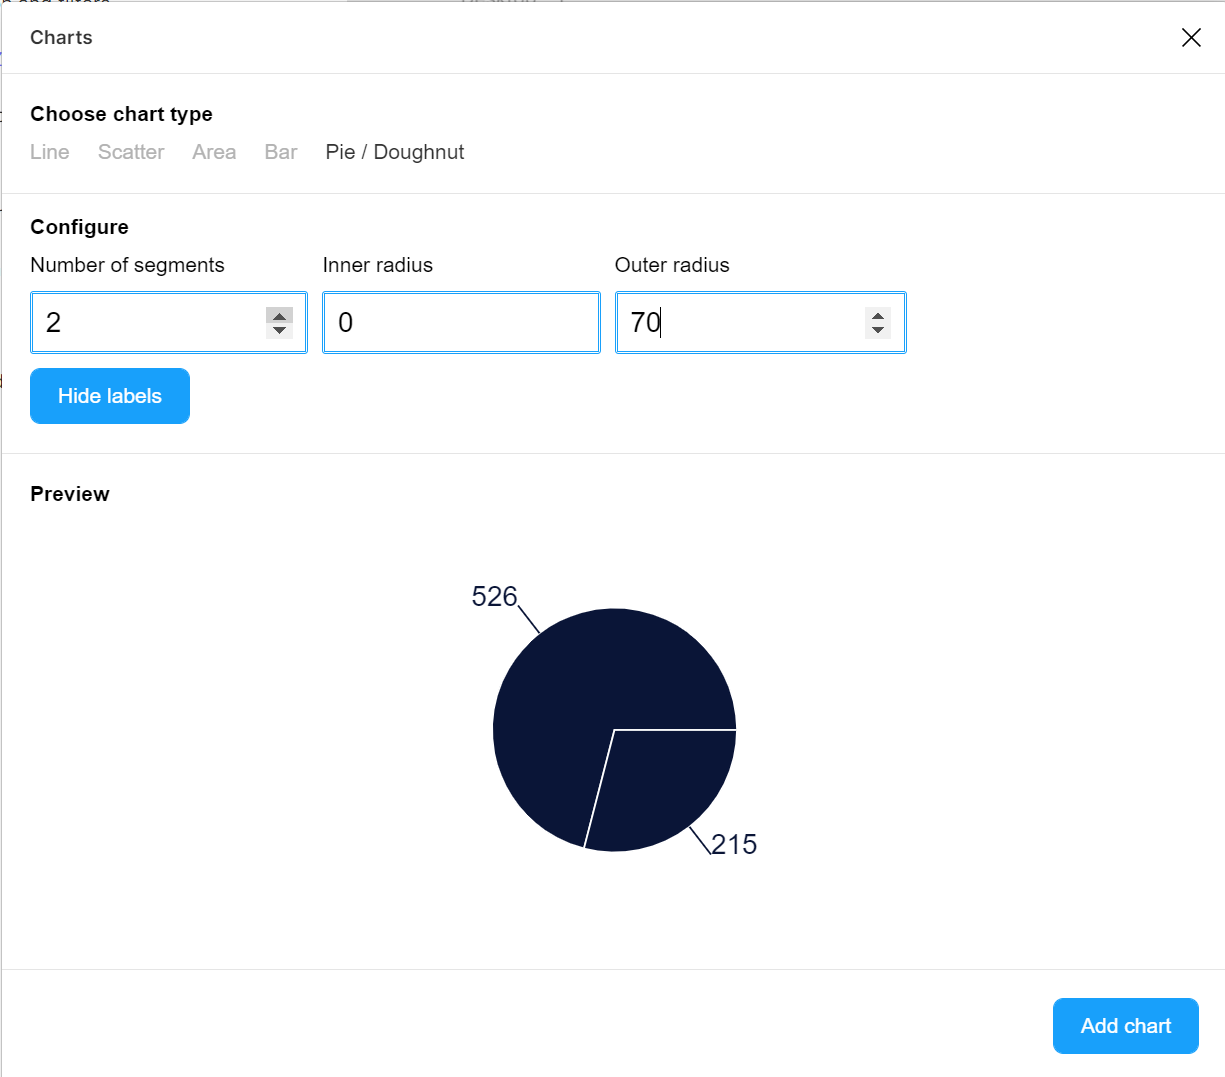 Charts
Choose chart type
Line Scatter Area Bar Pie / Doughnut
Configure
Number of segments Inner radius Outer radius
2 0 70
Hide labels
Preview
526
215
Add chart